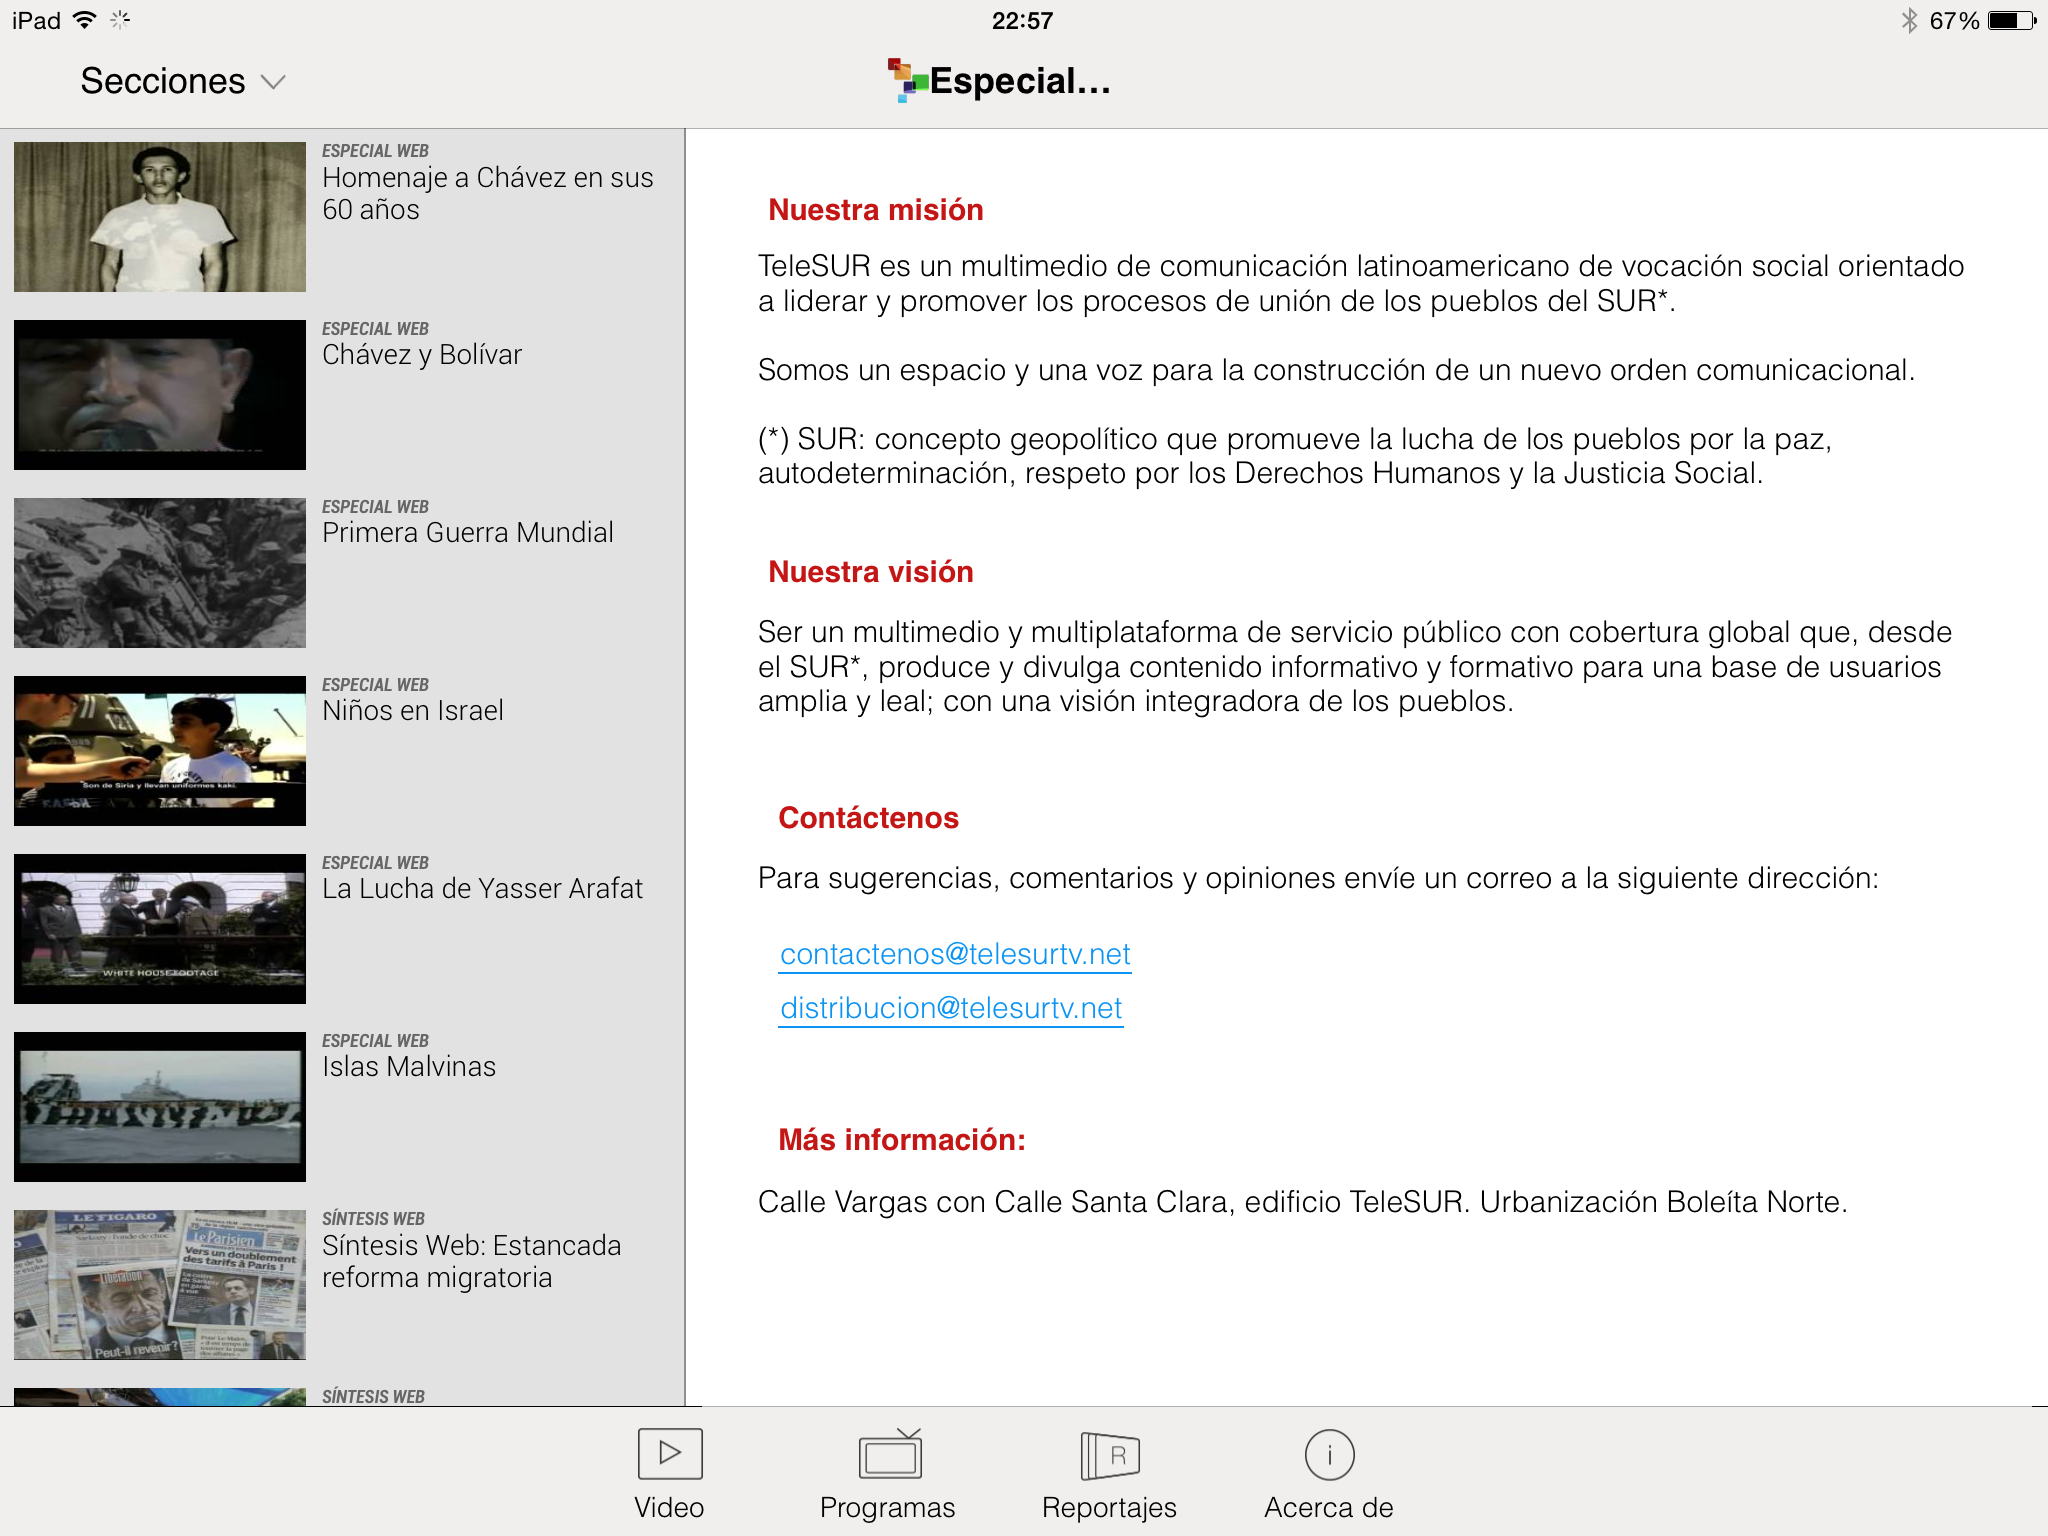 iPad
22:57
67%
Secciones
Especial...
ESPECIAL WEB
Homenaje a Chávez en sus
60 años
ESPECIAL WEB
Chávez y Bolívar
ESPECIAL WEB
Primera Guerra Mundial
ESPECIAL WEB
Niños en Israel
Son de Siria y llevan uniformes kaki.
ESPECIAL WEB
La Lucha de Yasser Arafat
WHITE HOUSE FOOTAGE
ESPECIAL WEB
Islas Malvinas
SÍNTESIS WEB
Síntesis Web: Estancada
reforma migratoria
LE FIGARO
Le Parisien
Vers un doublement
des tarifs à Paris !
Libération
Peut-il revenir?
SÍNTESIS WEB
Nuestra misión
TeleSUR es un multimedio de comunicación latinoamericano de vocación social orientado
a liderar y promover los procesos de unión de los pueblos del SUR*.
Somos un espacio y una voz para la construcción de un nuevo orden comunicacional.
(*) SUR: concepto geopolítico que promueve la lucha de los pueblos por la paz,
autodeterminación, respeto por los Derechos Humanos y la Justicia Social.
Nuestra visión
Ser un multimedio y multiplataforma de servicio público con cobertura global que, desde
el SUR*, produce y divulga contenido informativo y formativo para una base de usuarios
amplia y leal; con una visión integradora de los pueblos.
Contáctenos
Para sugerencias, comentarios y opiniones envíe un correo a la siguiente dirección:
contactenos@telesurtv.net
distribucion@telesurtv.net
Más información:
Calle Vargas con Calle Santa Clara, edificio TeleSUR. Urbanización Boleíta Norte.
R
i
Video
Programas
Reportajes
Acerca de